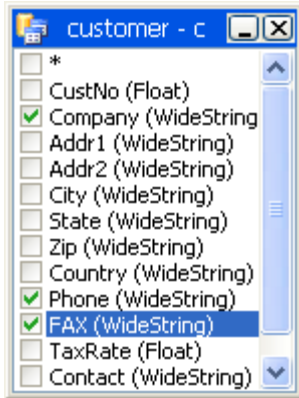 customer - c
*
CustNo (Float)
Company (WideString
Addr1 (WideString)
Addr2 (WideString)
City (WideString)
State (WideString)
Zip (WideString)
Country (WideString)
Phone (WideString)
FAX (WideString)
TaxRate (Float)
Contact (WideString)